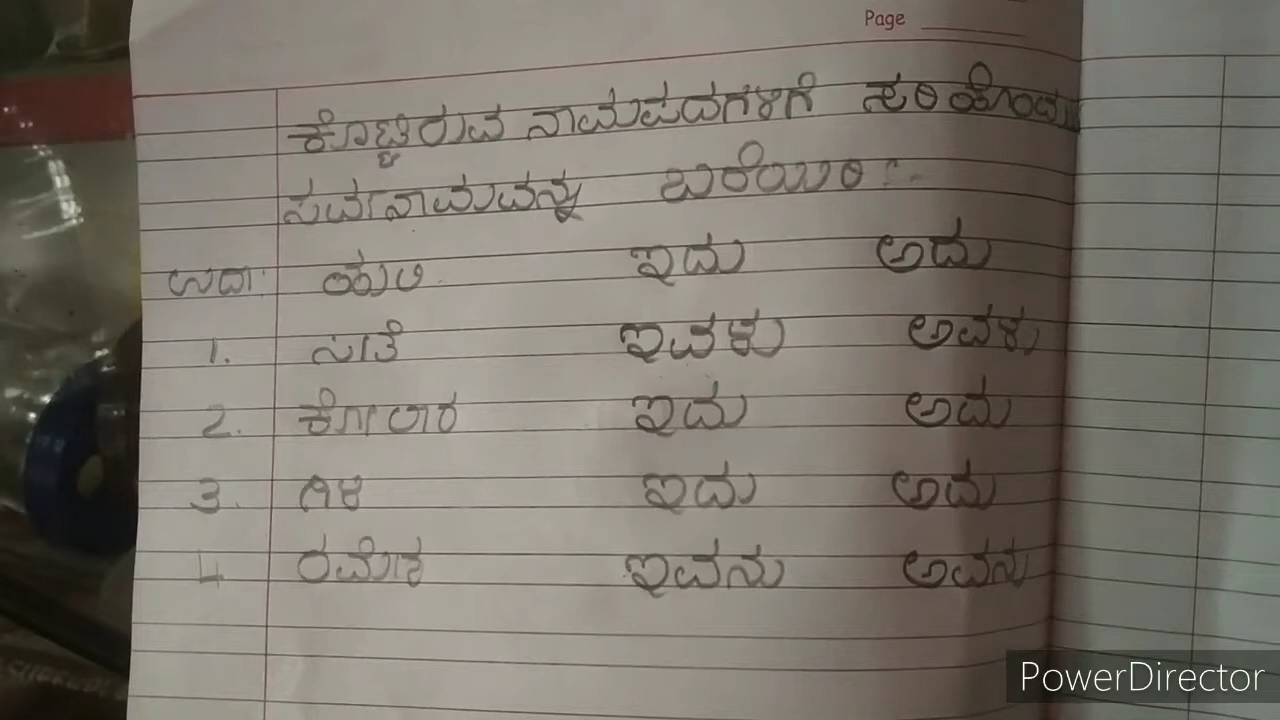 Page
ಕೊಟ್ಟಿರುವ ನಾಮಪದಗಳಿಗೆ ಸರಿ ಹೊಂದುವ
ಸರ್ವನಾಮವನ್ನು ಬರೆಯಿರಿ :-
ಉದಾ: ಹುಲಿ ಇದು ಅದು
1. ಸೀತೆ ಇವಳು ಅವಳು
2. ಕೋಲಾರ ಇದು ಅದು
3. ಗಿಳಿ ಇದು ಅದು
4 ರಮೇಶ ಇವನು ಅವನು
PowerDirector